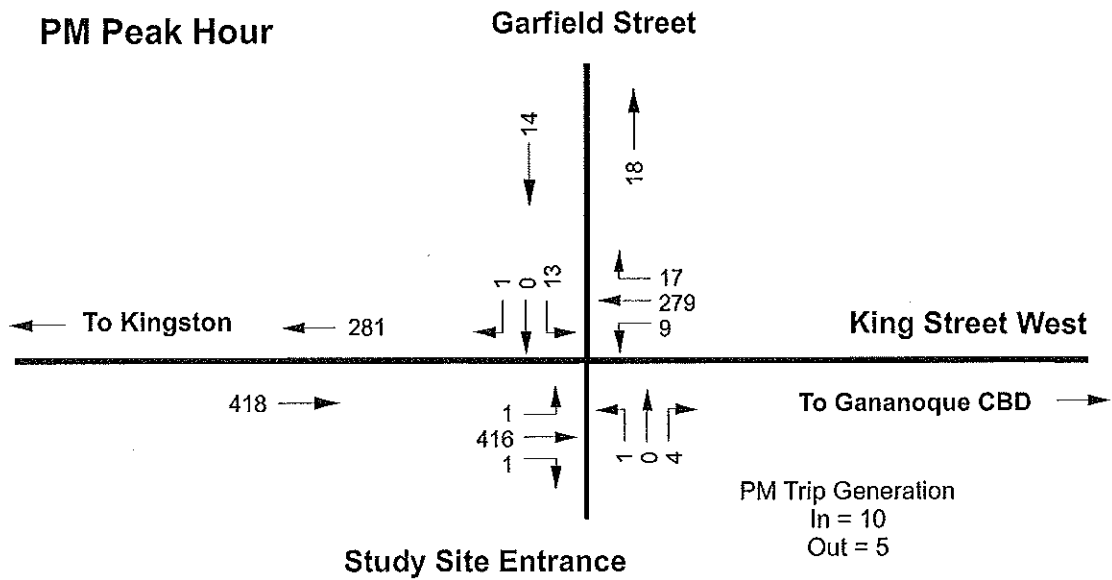 PM Peak Hour
Garfield Street
14
18
1
0
13
17
279
9
To Kingston
281
King Street West
418
1
416
1
1
0
4
To Gananoque CBD
PM Trip Generation
In = 10
Out = 5
Study Site Entrance